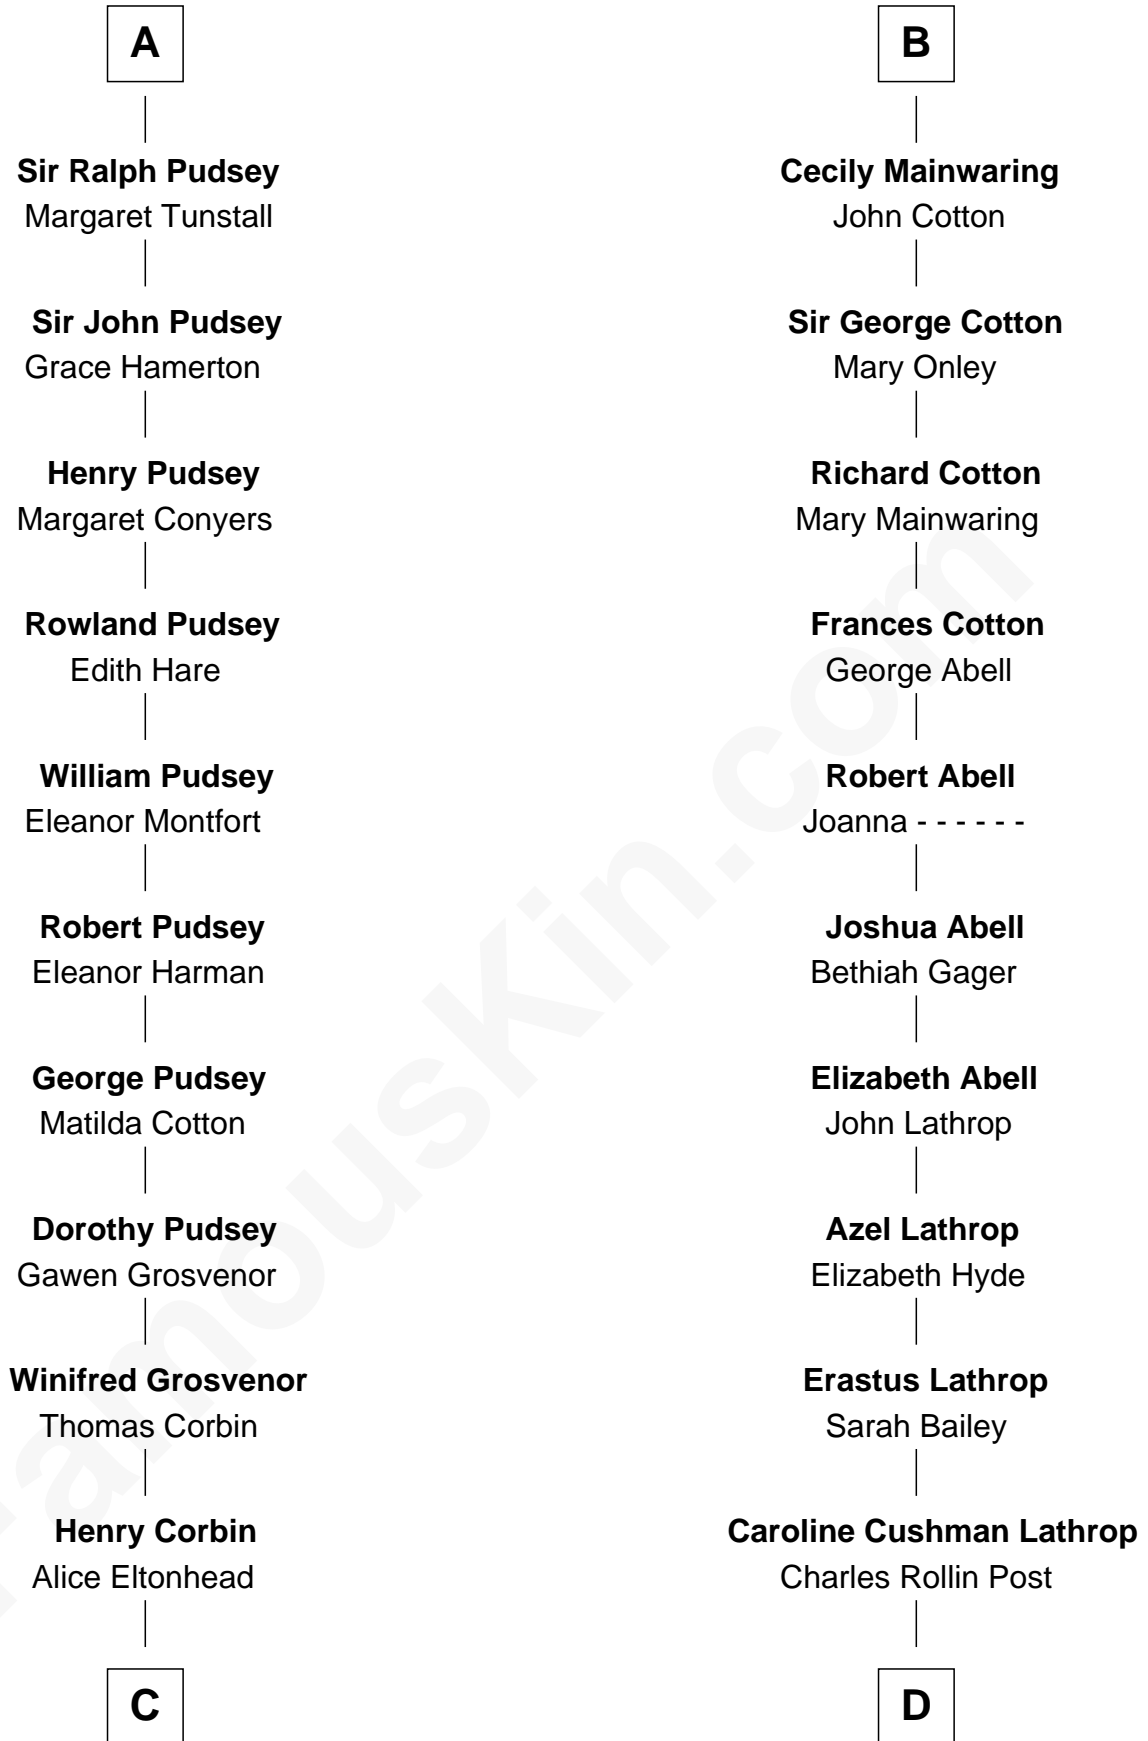 A
Sir Ralph Pudsey
Margaret Tunstall
Sir John Pudsey
Grace Hamerton
Henry Pudsey
Margaret Conyers
Rowland Pudsey
Edith Hare
William Pudsey
Eleanor Montfort
Robert Pudsey
Eleanor Harman
George Pudsey
Matilda Cotton
Dorothy Pudsey
Gawen Grosvenor
Winifred Grosvenor
Thomas Corbin
Henry Corbin
Alice Eltonhead
C
B
Cecily Mainwaring
John Cotton
Sir George Cotton
Mary Onley
Richard Cotton
Mary Mainwaring
Frances Cotton
George Abell
Robert Abell
Joanna - - - - - -
Joshua Abell
Bethiah Gager
Elizabeth Abell
John Lathrop
Azel Lathrop
Elizabeth Hyde
Erastus Lathrop
Sarah Bailey
Caroline Cushman Lathrop
Charles Rollin Post
D
FamousKin.com